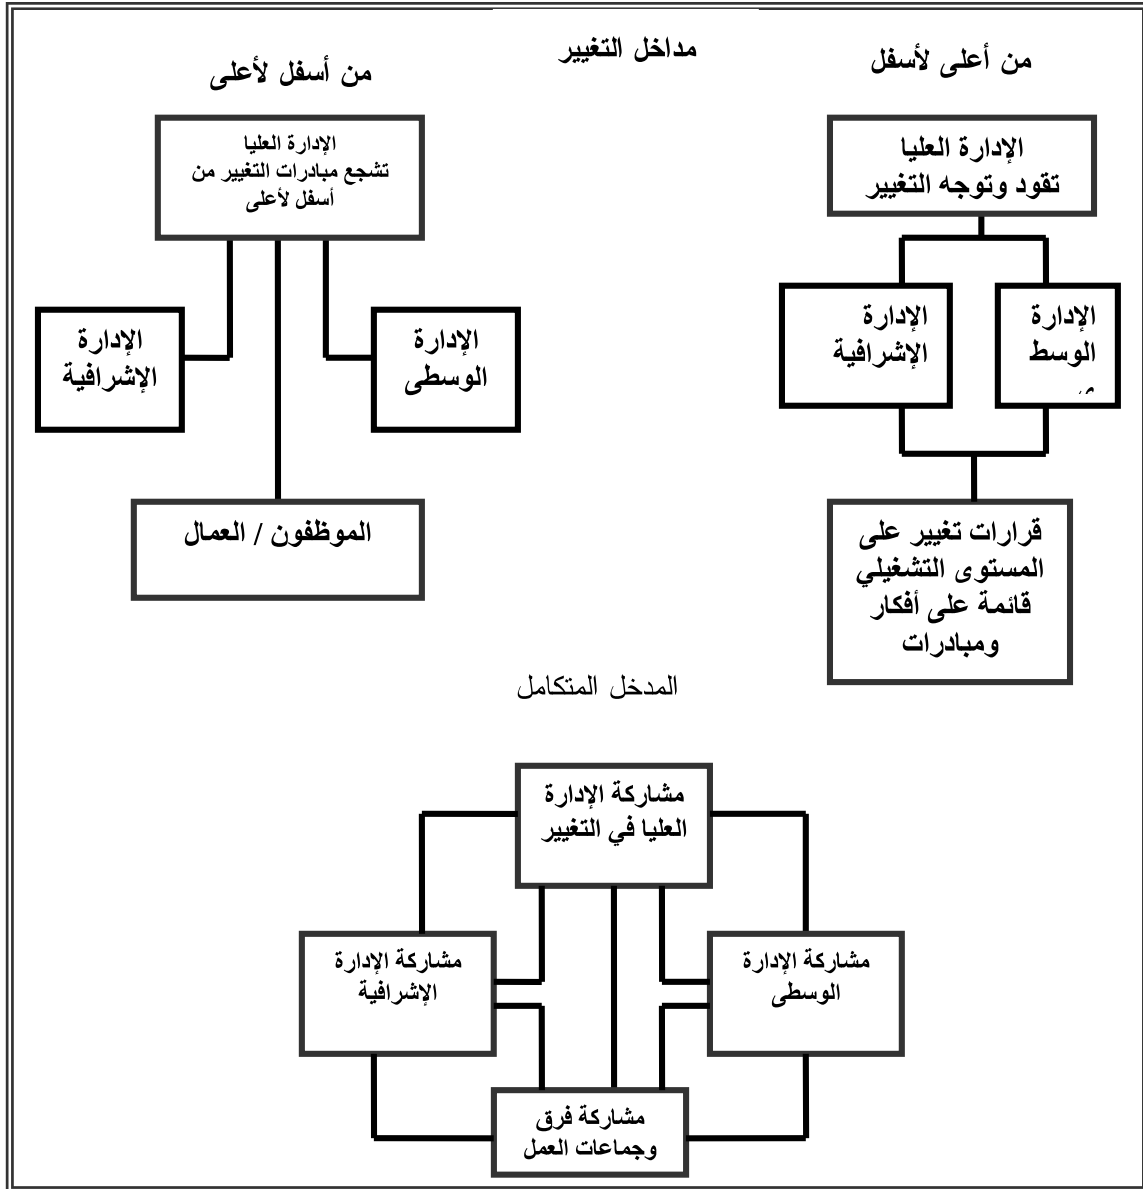 مداخل التغيير
من أعلى لأسفل
الإدارة العليا
تقود وتوجه التغيير
الإدارة
الوسط
الإدارة
الإشرافية
قرارات تغيير على
المستوى التشغيلي
قائمة على أفكار
ومبادرات
من أسفل لأعلى
الإدارة العليا
تشجع مبادرات التغيير من
أسفل لأعلى
الإدارة
الوسطى
الإدارة
الإشرافية
الموظفون / العمال
المدخل المتكامل
مشاركة الإدارة
العليا في التغيير
مشاركة الإدارة
الوسطى
مشاركة الإدارة
الإشرافية
مشاركة فرق
وجماعات العمل